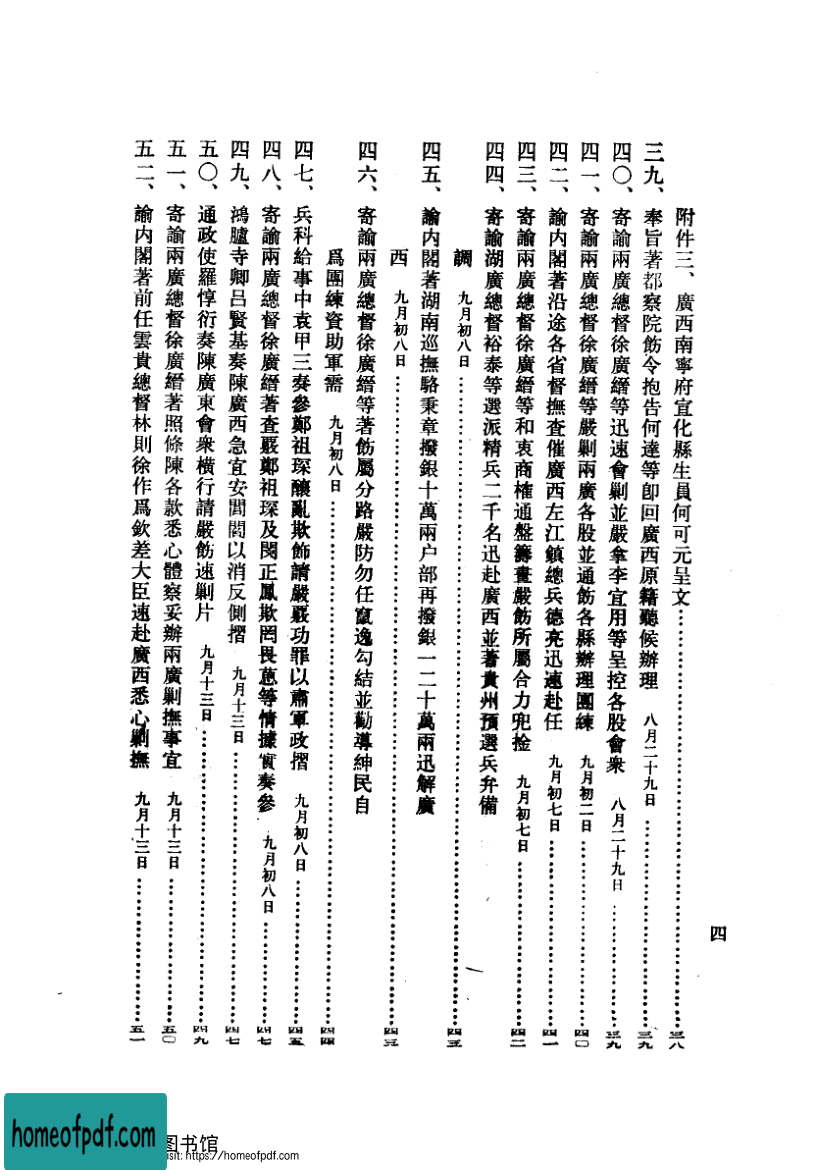 四
附件三、廣西南寧府宣化縣生員何可元呈文……三八
三九、奉旨著都察院飭令抱告何達等卽回廣西原籍聽候辦理 八月二十九日……三九
四〇、寄諭兩廣總督徐廣縉等迅速會剿並嚴拿李宜用等呈控各股會衆 八月二十九日……三九
四一、寄諭兩廣總督徐廣縉等嚴剿兩廣各股並通飭各縣辦理團練 九月初二日……四〇
四二、諭内閣著沿途各省督撫查催廣西左江鎮總兵德亮迅速赴任 九月初七日……四一
四三、寄諭兩廣總督徐廣縉等和衷商榷通盤籌畫嚴飭所屬合力兜捡 九月初七日……四二
四四、寄諭湖廣總督裕泰等選派精兵二千名迅赴廣西並著貴州預選兵弁備
調 九月初八日……四三
四五、諭内閣著湖南巡撫駱秉章撥銀十萬兩户部再撥銀一二十萬兩迅解廣
西 九月初八日……四三
四六、寄諭兩廣總督徐廣縉等著飭屬分路嚴防勿任竄逸勾結並勸導紳民自
爲團練資助軍需 九月初八日……四四
四七、兵科給事中袁甲三奏參鄭祖琛釀亂欺飾請嚴覈功罪以肅軍政摺 九月初八日……四五
四八、寄諭兩廣總督徐廣縉著查覈鄭祖琛及閔正鳳欺罔畏葸等情據實奏參 九月初八日……四七
四九、鴻臚寺卿呂賢基奏陳廣西急宜安閭閻以消反側摺 九月十三日……四七
五〇、通政使羅惇衍奏陳廣東會衆橫行請嚴飭速剿片 九月十三日……四九
五一、寄諭兩廣總督徐廣縉著照條陳各款悉心體察妥辦兩廣剿撫事宜 九月十三日……五〇
五二、諭内閣著前任雲貴總督林則徐作爲欽差大臣速赴廣西悉心剿撫 九月十三日……五一
homeofpdf.com
图书馆
isit: https://homeofpdf.com